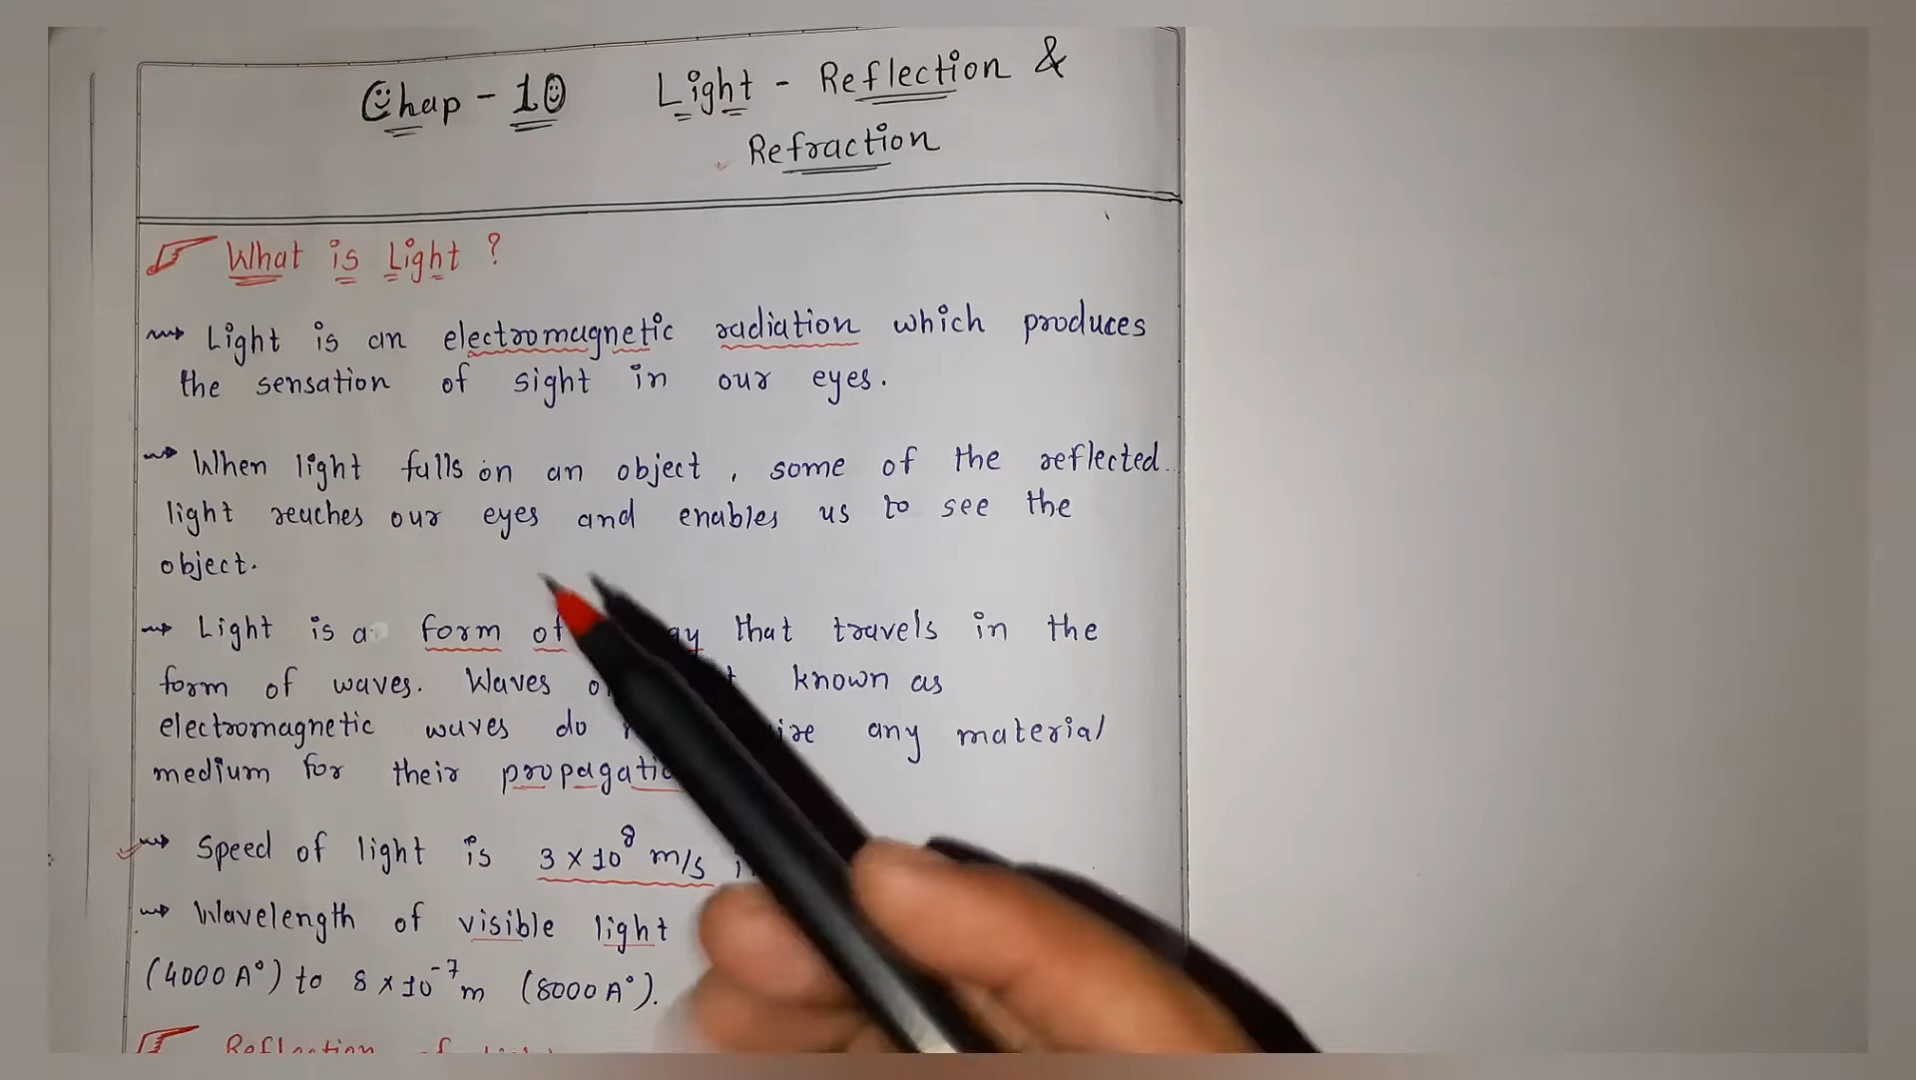 Chap - 10 Light - Reflection &
Refraction
What is Light ?
Light is an electromagnetic radiation which produces
the sensation of sight in our eyes.
When light falls on an object , some of the reflected
light reaches our eyes and enables us to see the
object.
Light is a form of that travels in the
form of waves. Waves known as
electromagnetic waves do any material
medium for their
Speed of light is 3 x 10⁸ m/s
Wavelength of visible light
(4000 A°) to 8 x 10⁻⁷ m (8000 A°).
Reflection of